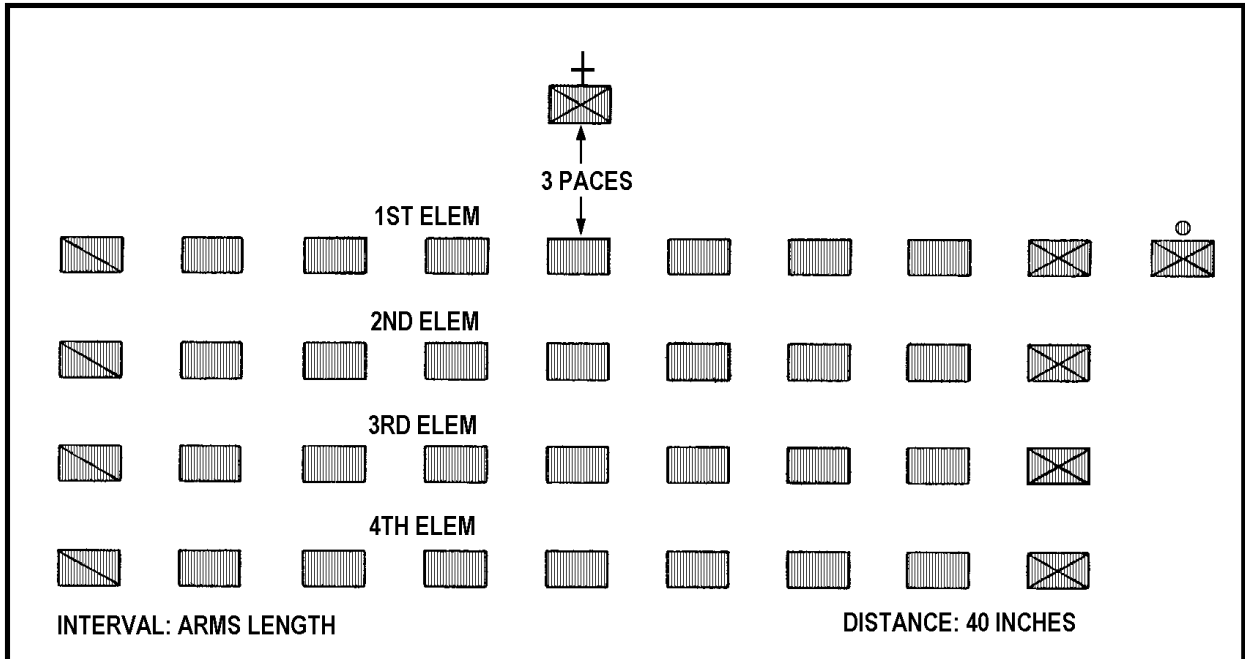 3 PACES
1ST ELEM
2ND ELEM
3RD ELEM
4TH ELEM
INTERVAL: ARMS LENGTH
DISTANCE: 40 INCHES